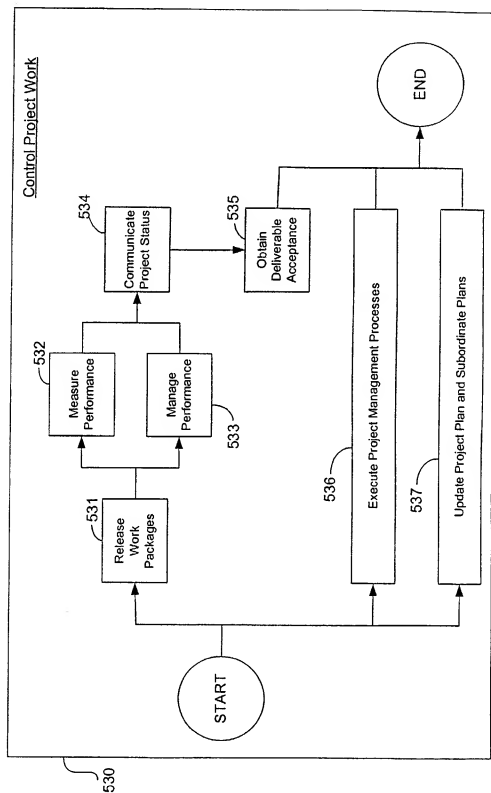 Control Project Work
530
START
531
Release
Work
Packages
532
Measure
Performance
Manage
Performance
533
534
Communicate
Project Status
535
Obtain
Deliverable
Acceptance
536
Execute Project Management Processes
537
Update Project Plan and Subordinate Plans
END